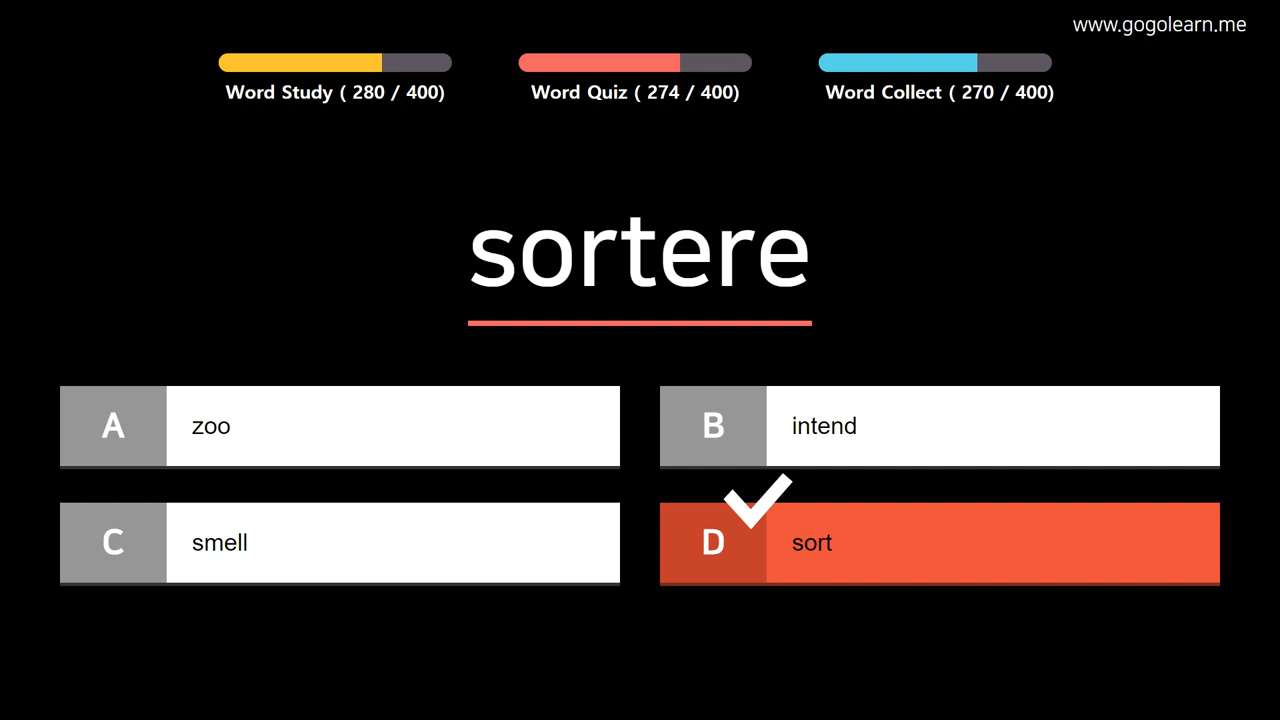 www.gogolearn.me
Word Study ( 280 / 400)
Word Quiz ( 274 / 400)
Word Collect ( 270 / 400)
sortere
A zoo
B intend
C smell
D sort